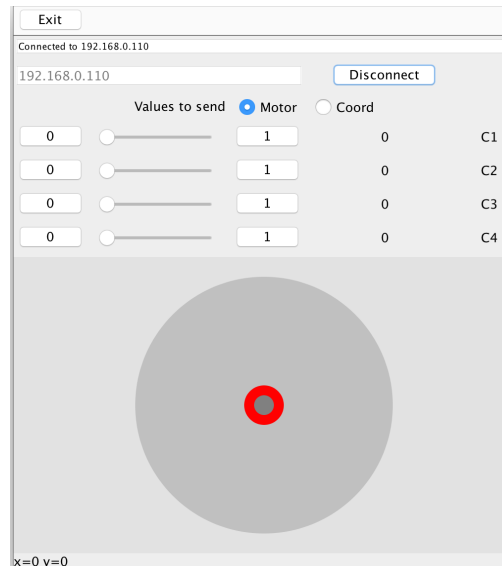 Exit
Connected to 192.168.0.110
192.168.0.110 Disconnect
Values to send Motor Coord
0 1 0 C1
0 1 0 C2
0 1 0 C3
0 1 0 C4
x=0 y=0